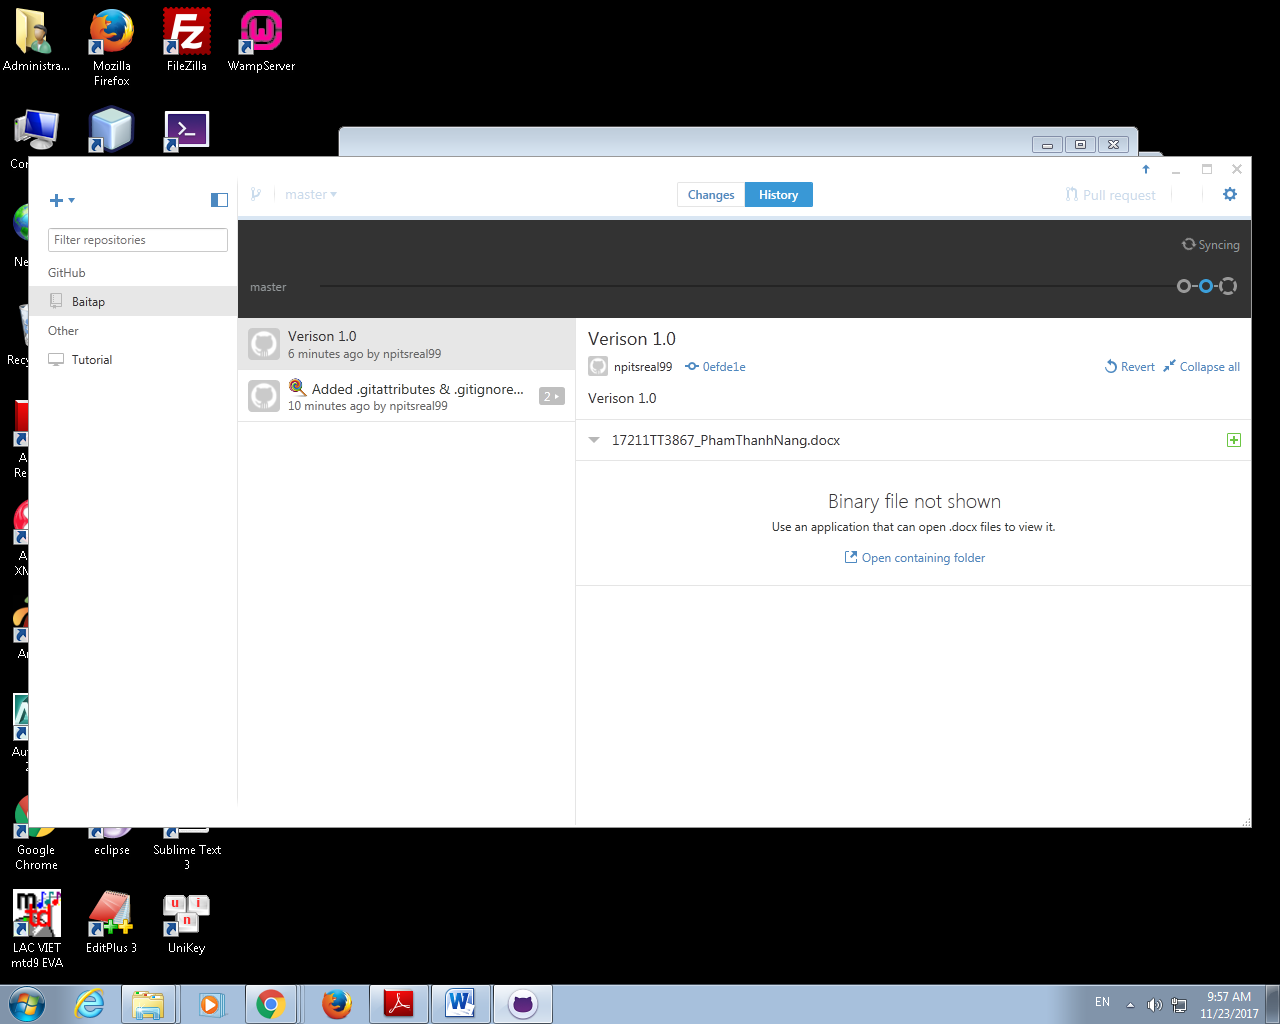 Administra...
Mozilla
Firefox
FileZilla
WampServer
master
Changes
History
Pull request
Filter repositories
GitHub
Baitap
Other
Tutorial
Syncing
master
Verison 1.0
6 minutes ago by npitsreal99
Added .gitattributes & .gitignore...
10 minutes ago by npitsreal99
2
Verison 1.0
npitsreal99
0efde1e
Revert
Collapse all
Verison 1.0
17211TT3867_PhamThanhNang.docx
Binary file not shown
Use an application that can open .docx files to view it.
Open containing folder
Google
Chrome
eclipse
Sublime Text
3
LAC VIET
mtd9 EVA
EditPlus 3
UniKey
EN
9:57 AM
11/23/2017